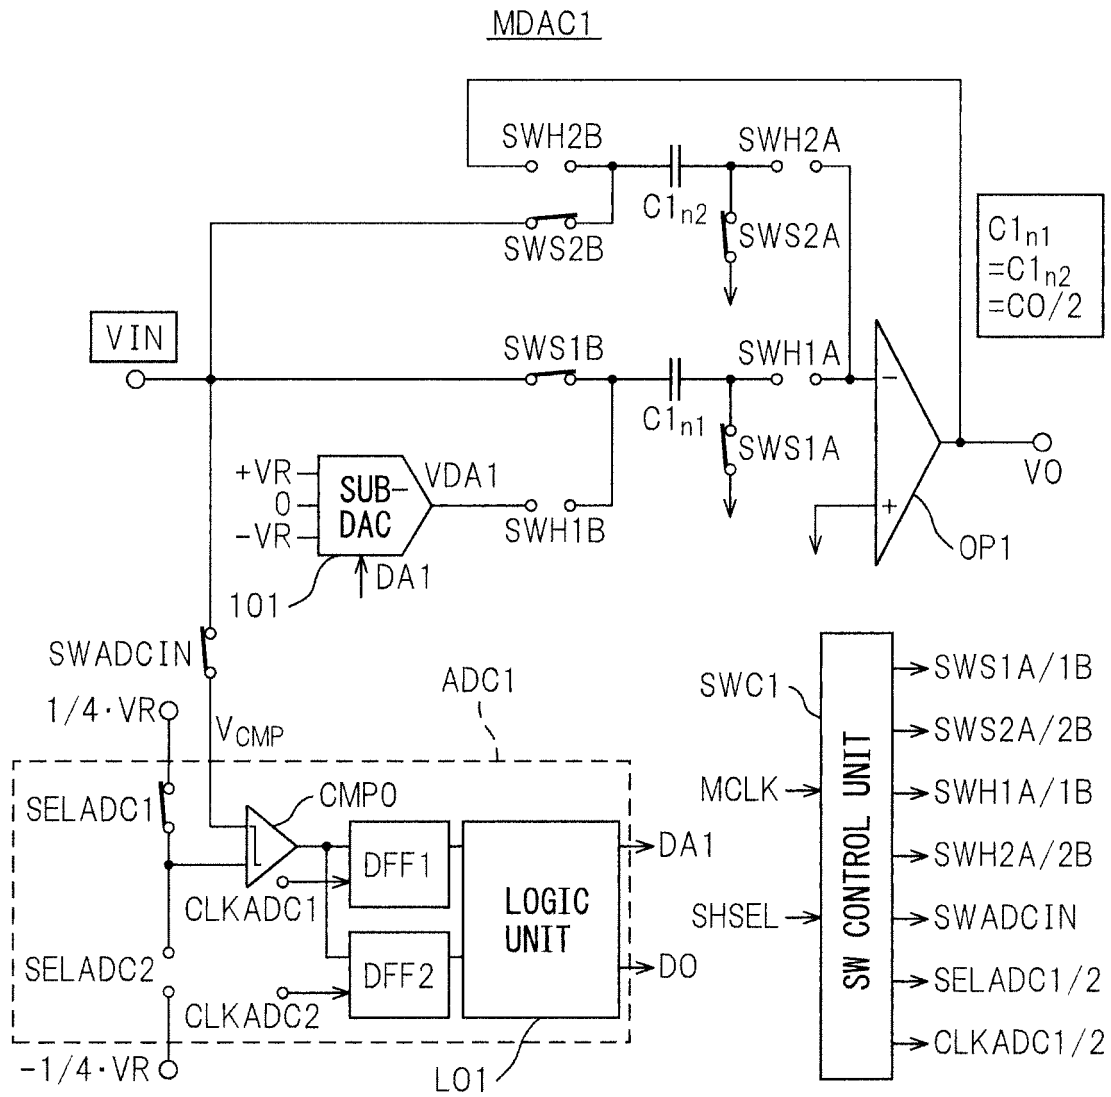 MDAC1
SWH2B
SWH2A
C1n2
SWS2B
SWS2A
C1n1
=C1n2
=CO/2
VIN
SWS1B
SWH1A
C1n1
SWS1A
+VR
0
-VR
SUB-
DAC
VDA1
SWH1B
VO
OP1
DA1
101
SWADCIN
1/4·VR
VCMP
ADC1
SELADC1
CMPO
DFF1
CLKADC1
SELADC2
DFF2
CLKADC2
-1/4·VR
LOGIC
UNIT
DA1
DO
LO1
SWC1
MCLK
SHSEL
SW CONTROL UNIT
SWS1A/1B
SWS2A/2B
SWH1A/1B
SWH2A/2B
SWADCIN
SELADC1/2
CLKADC1/2
-
+